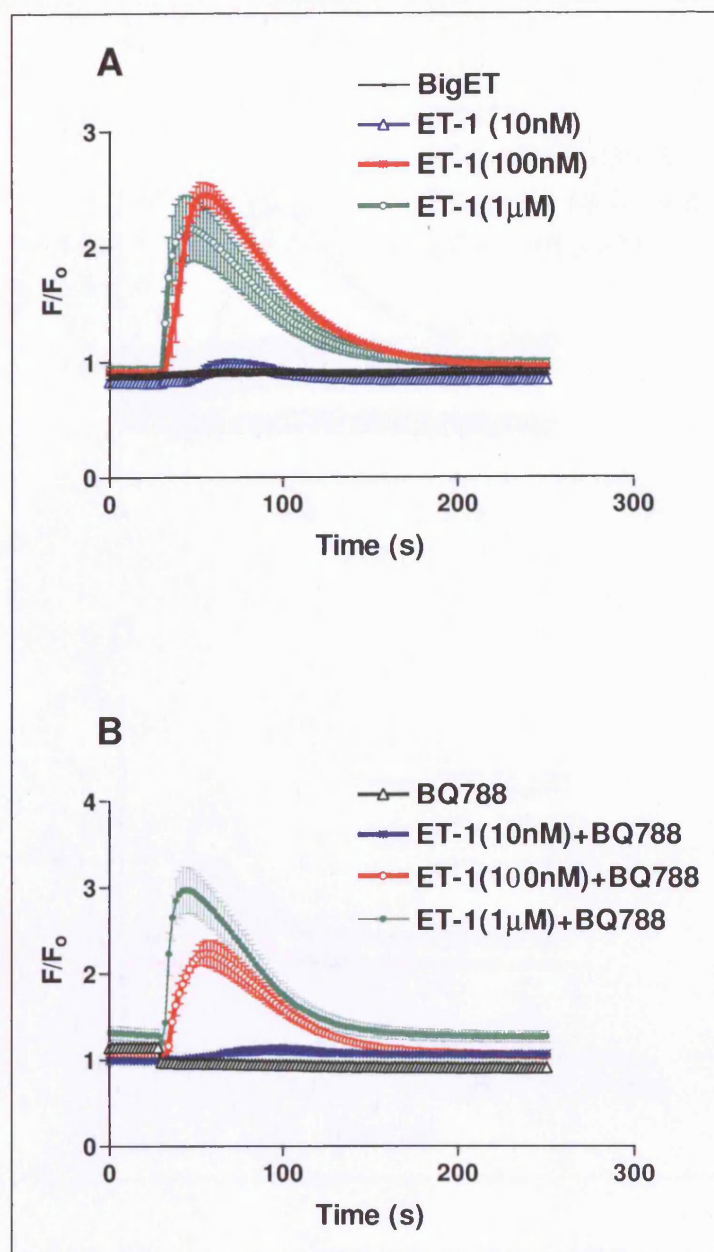 A
BigET
ET-1 (10nM)
ET-1(100nM)
ET-1(1μM)
3
2
1
0
F/Fo
0 100 200 300
Time (s)
B
BQ788
ET-1(10nM)+BQ788
ET-1(100nM)+BQ788
ET-1(1μM)+BQ788
4
3
2
1
0
F/Fo
0 100 200 300
Time (s)